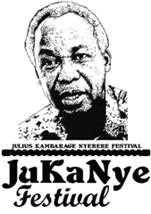 JULIUS KAMBARAGE NYERERE FESTIVAL
JuKaNye
Festival